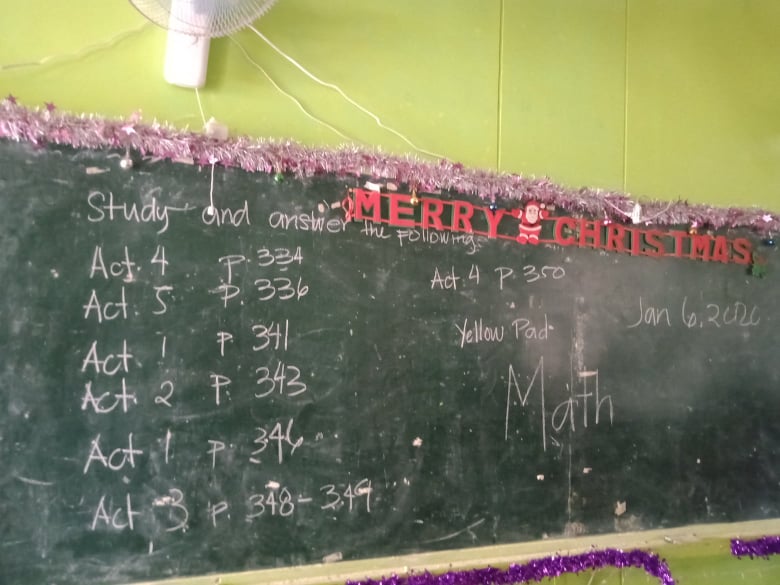 MERRY CHRISTMAS
Study and answer the following:
Act. 4 p. 334
Act. 5 p. 336
Act. 1 p. 341
Act. 2 p. 343
Act. 1 p. 346
Act. 3 p. 348-349
Act. 4 p. 350
Yellow Pad
Math
Jan 6,